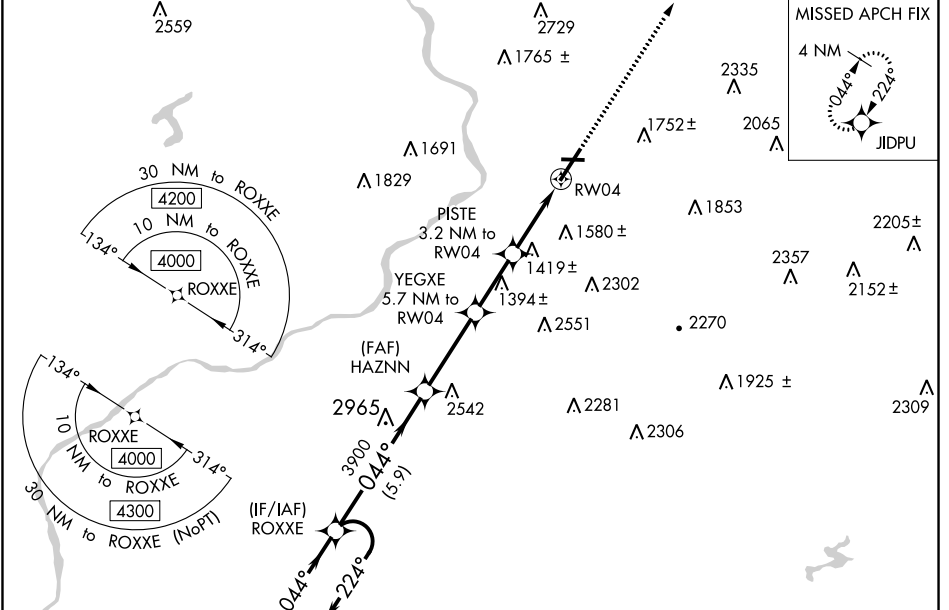 2559
2729
1765 ±
MISSED APCH FIX
4 NM
044°
224°
JIDPU
2335
1752 ±
2065
1691
1829
RW04
30 NM to ROXXE
4200
10 NM to ROXXE
4000
134°
ROXXE
314°
PISTE
3.2 NM to
RW04
1580 ±
1853
2205±
1419±
YEGXE
5.7 NM to
RW04
1394±
2302
2357
2152±
2551
2270
(FAF)
HAZNN
134°
ROXXE
314°
4000
10 NM to ROXXE
4300
30 NM to ROXXE (NoPT)
2965
2542
2281
1925 ±
2309
2306
3900
044°
(5.9)
(IF/IAF)
ROXXE
044°
224°